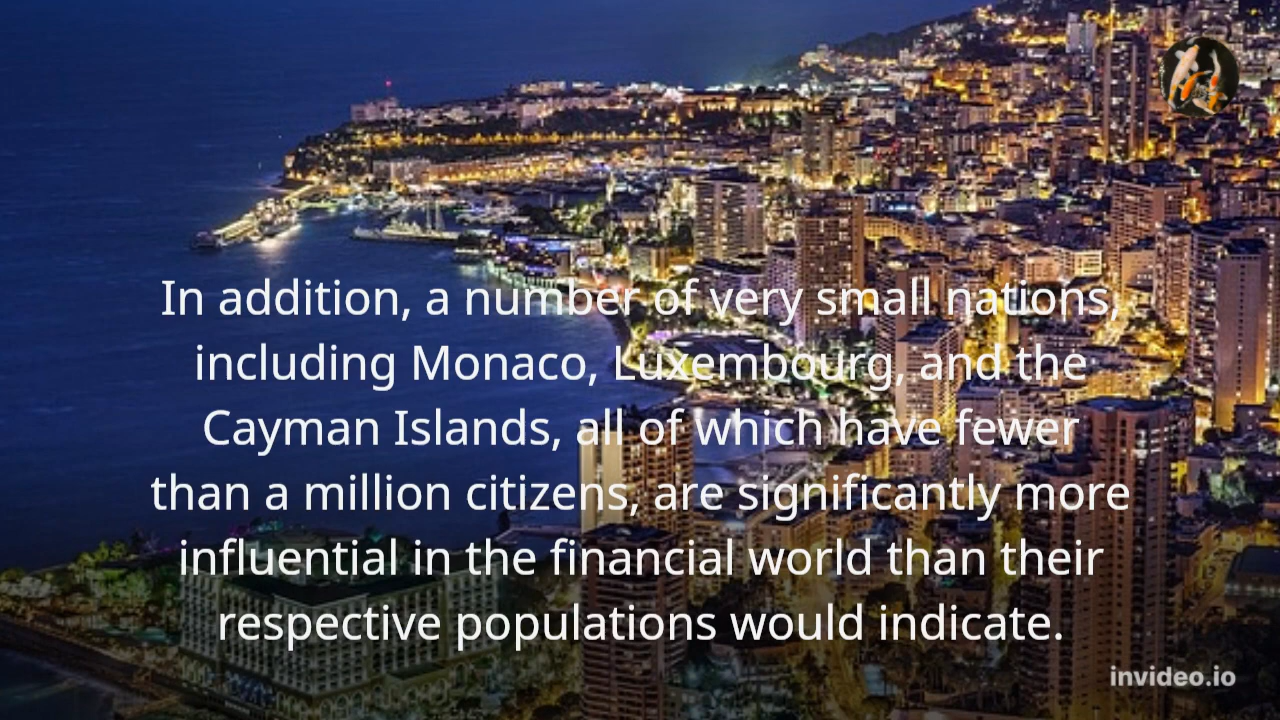 In addition, a number of very small nations,
including Monaco, Luxembourg, and the
Cayman Islands, all of which have fewer
than a million citizens, are significantly more
influential in the financial world than their
respective populations would indicate.
invideo.io